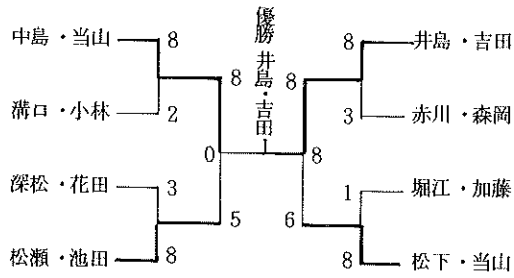 優勝 井島・吉田
中島・当山 8 8 井島・吉田
8 8
溝口・小林 2 3 赤川・森岡
0 8
深松・花田 3 1 堀江・加藤
5 6
松瀬・池田 8 8 松下・当山